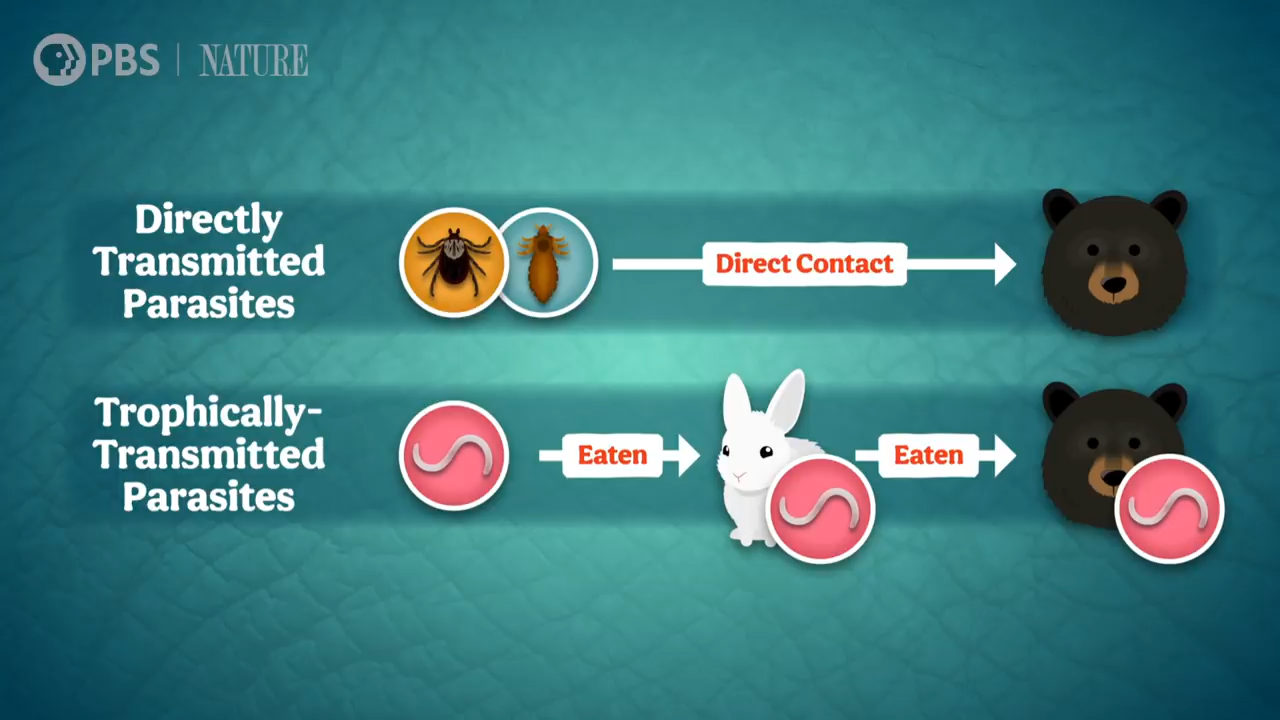 PBS | NATURE
Directly
Transmitted
Parasites
Direct Contact
Trophically-
Transmitted
Parasites
Eaten
Eaten